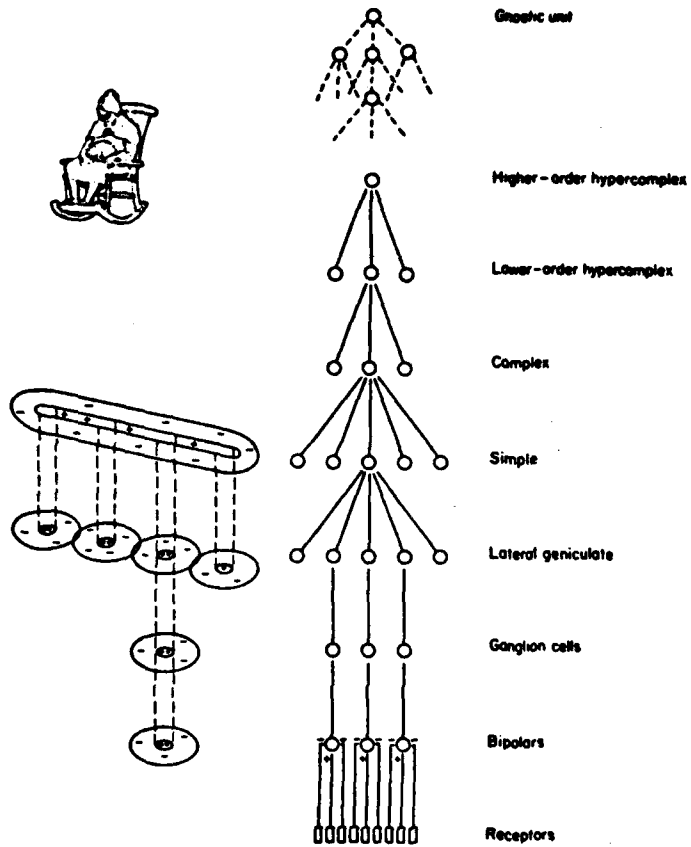 Gnostic unit
Higher-order hypercomplex
Lower-order hypercomplex
Complex
Simple
Lateral geniculate
Ganglion cells
Bipolars
Receptors